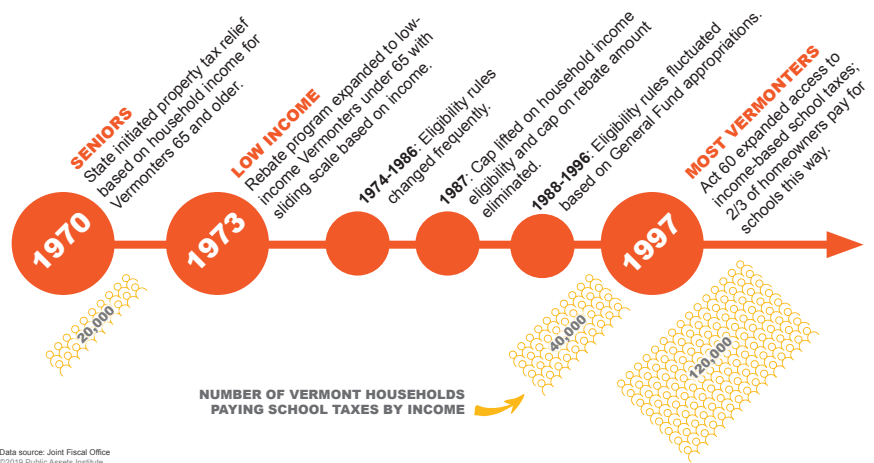 SENIORS
State initiated property tax relief
based on household income for
Vermonters 65 and older.
1970
20,000
LOW INCOME
Rebate program expanded to low-
income Vermonters under 65 with
sliding scale based on income.
1973
1974-1986: Eligibility rules
changed frequently.
1987: Cap lifted on household income
eligibility and cap on rebate amount
eliminated.
1988-1996: Eligibility rules fluctuated
based on General Fund appropriations.
40,000
MOST VERMONTERS
Act 60 expanded access to
income-based school taxes;
2/3 of homeowners pay for
schools this way.
1997
120,000
NUMBER OF VERMONT HOUSEHOLDS
PAYING SCHOOL TAXES BY INCOME
Data source: Joint Fiscal Office
©2019 Public Assets Institute